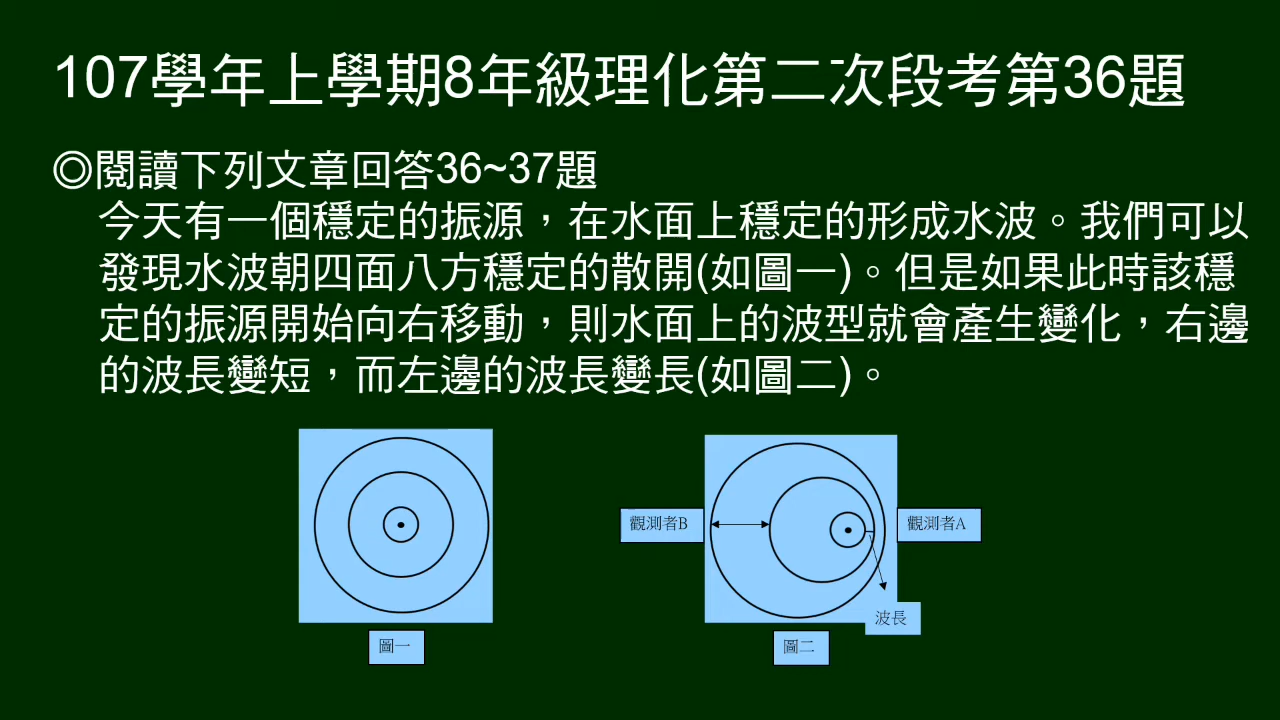 107學年上學期8年級理化第二次段考第36題
◎閱讀下列文章回答36~37題
今天有一個穩定的振源，在水面上穩定的形成水波。我們可以
發現水波朝四面八方穩定的散開(如圖一)。但是如果此時該穩
定的振源開始向右移動，則水面上的波型就會產生變化，右邊
的波長變短，而左邊的波長變長(如圖二)。
觀測者B
觀測者A
波長
圖一
圖二